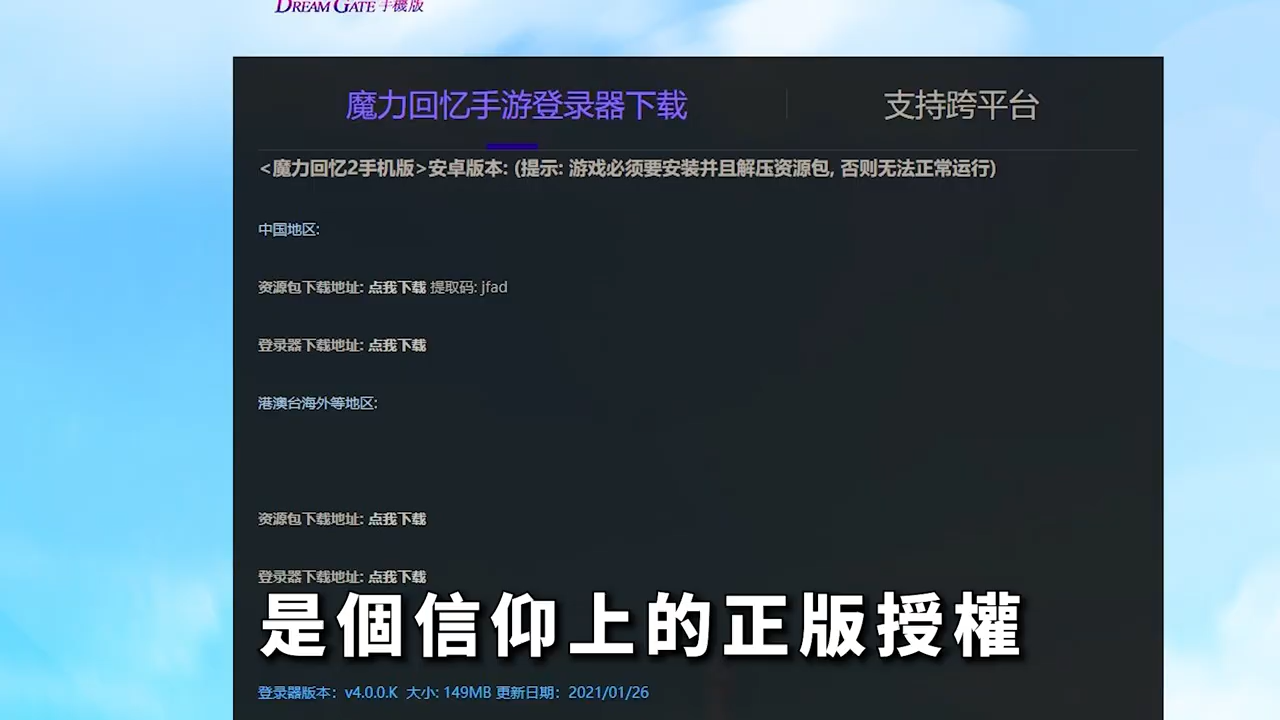 DREAM GATE 手機版
魔力回忆手游登录器下载
支持跨平台
<魔力回忆2手机版>安卓版本: (提示: 游戏必须要安装并且解压资源包, 否则无法正常运行)
中国地区:
资源包下载地址: 点我下载 提取码: jfad
登录器下载地址: 点我下载
港澳台海外等地区:
资源包下载地址: 点我下载
登录器下载地址: 点我下载
是個信仰上的正版授權
登录器版本: v4.0.0.K 大小: 149MB 更新日期: 2021/01/26